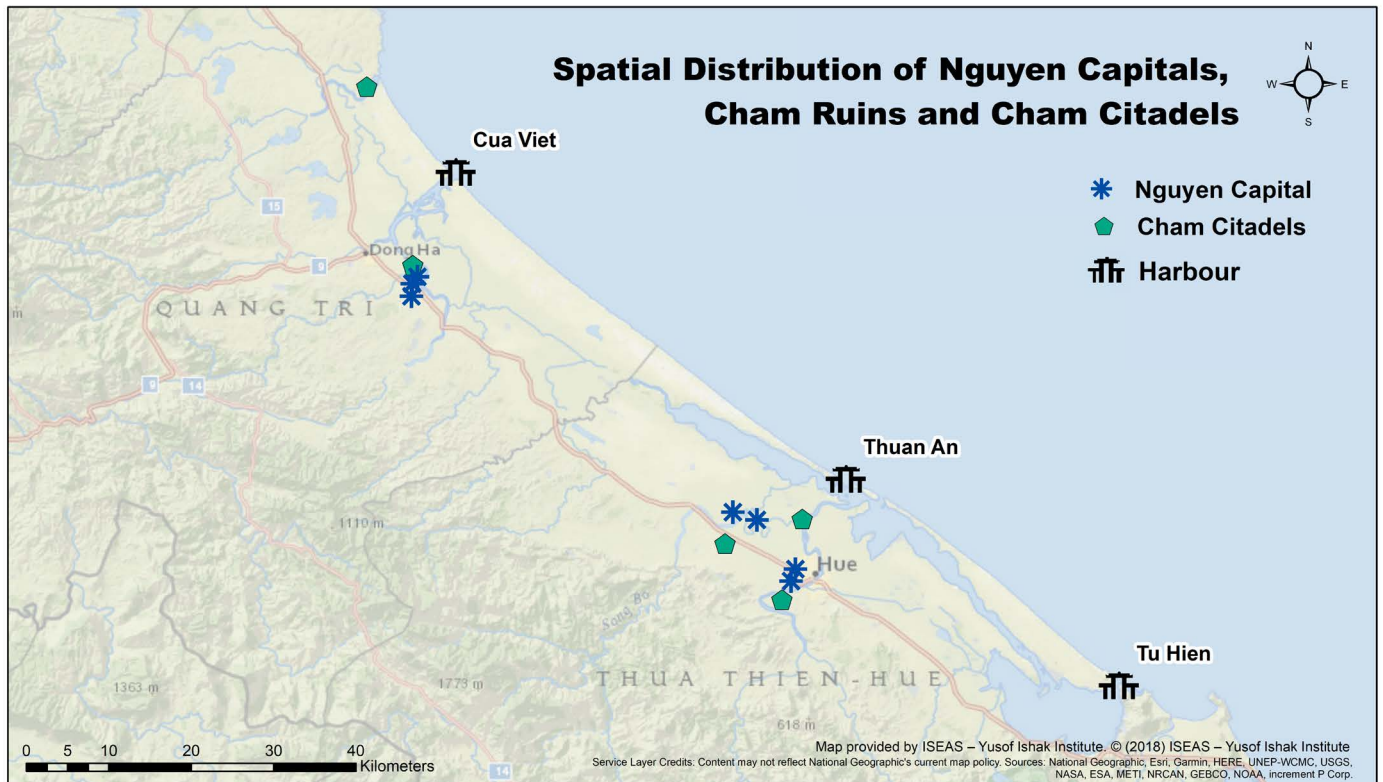 Spatial Distribution of Nguyen Capitals,
Cham Ruins and Cham Citadels
N
W
E
S
Cua Viet
Nguyen Capital
Cham Citadels
Harbour
15
Dong Ha
9
QUANG TRI
m
9
14
Thuan An
1110 m
Hue
Song Bo
Tu Hien
THUA THIEN-HUE
1363 m
1773 m
618 m
14
0 5 10 20 30 40
Kilometers
Map provided by ISEAS – Yusof Ishak Institute. © (2018) ISEAS – Yusof Ishak Institute
Service Layer Credits: Content may not reflect National Geographic's current map policy. Sources: National Geographic, Esri, Garmin, HERE, UNEP-WCMC, USGS,
NASA, ESA, METI, NRCAN, GEBCO, NOAA, increment P Corp.